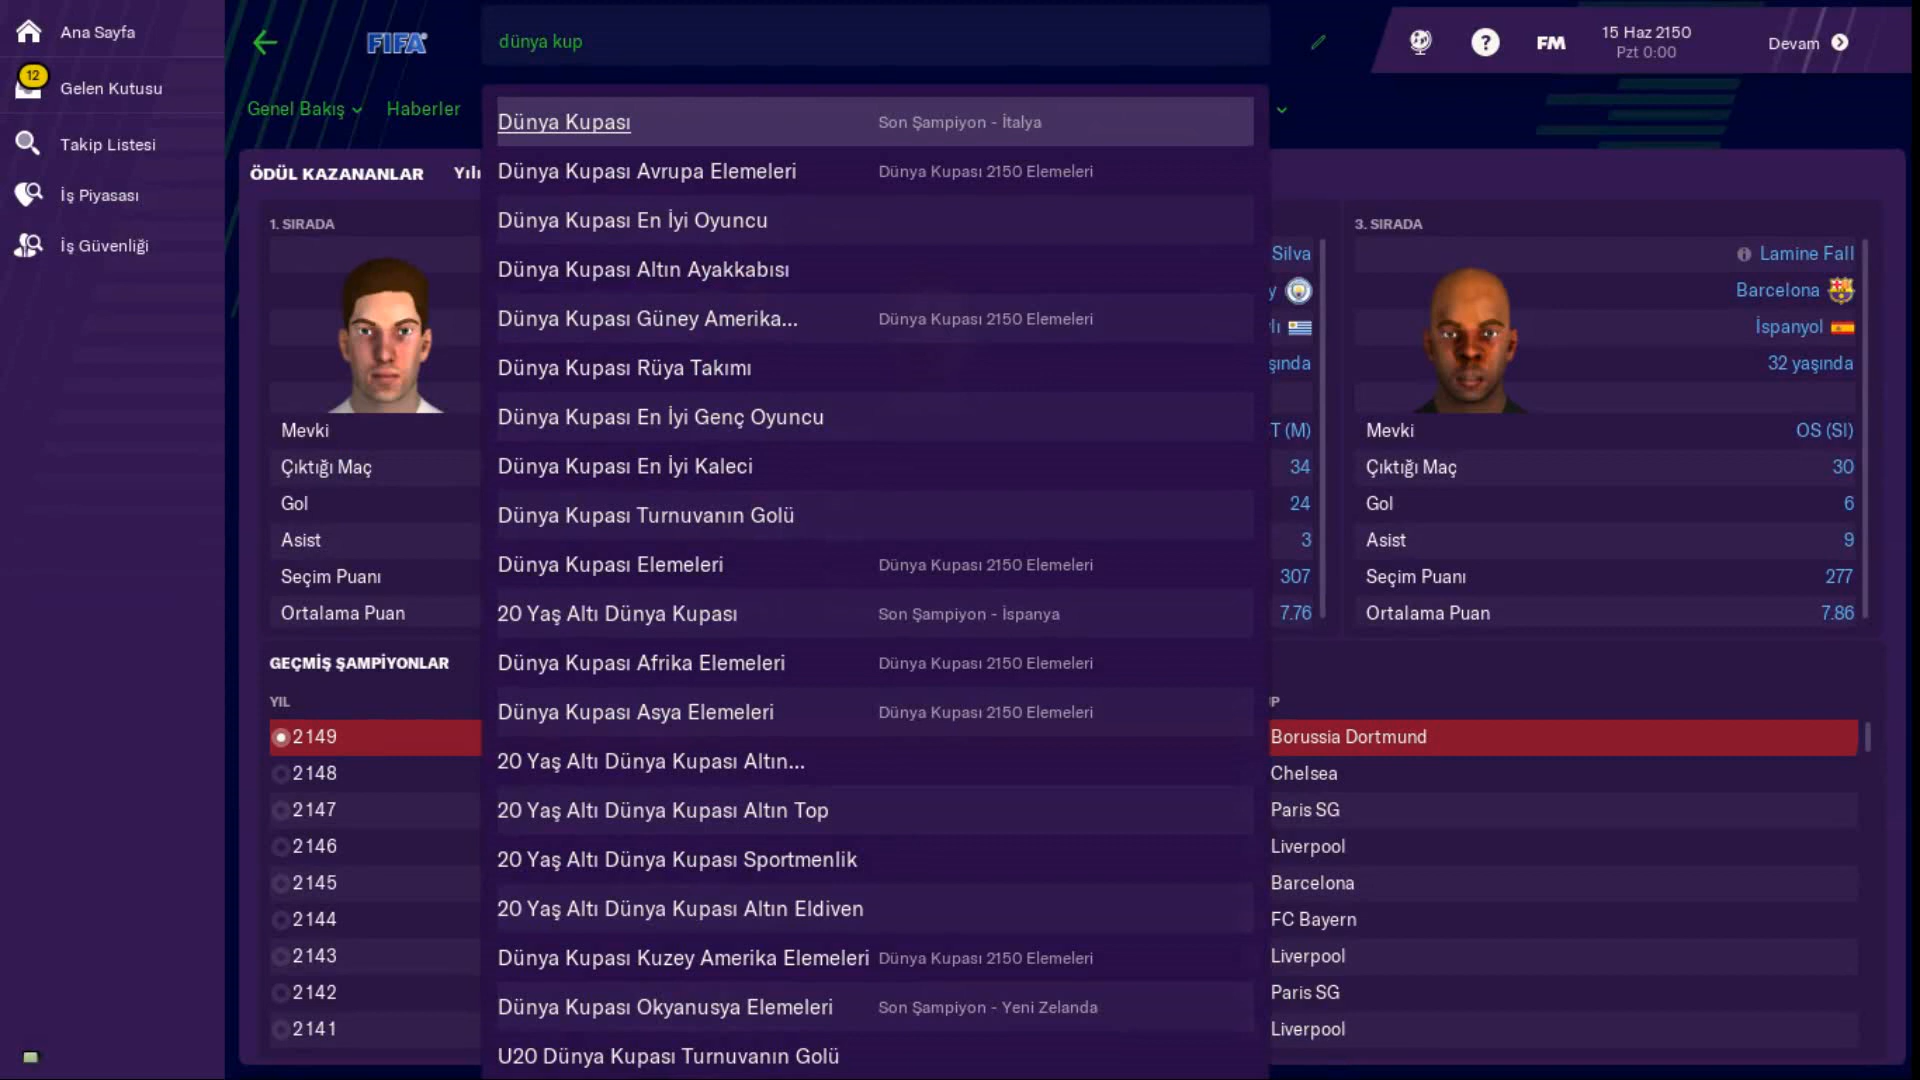 Ana Sayfa
12
Gelen Kutusu
Takip Listesi
İş Piyasası
İş Güvenliği
FIFA
dünya kup
?
FM
15 Haz 2150
Pzt 0:00
Devam
Genel Bakış
Haberler
ÖDÜL KAZANANLAR
1. SIRADA
Mevki
Çıktığı Maç
Gol
Asist
Seçim Puanı
Ortalama Puan
Dünya Kupası Son Şampiyon - İtalya
Dünya Kupası Avrupa Elemeleri Dünya Kupası 2150 Elemeleri
Dünya Kupası En İyi Oyuncu
Dünya Kupası Altın Ayakkabısı
Dünya Kupası Güney Amerika... Dünya Kupası 2150 Elemeleri
Dünya Kupası Rüya Takımı
Dünya Kupası En İyi Genç Oyuncu
Dünya Kupası En İyi Kaleci
Dünya Kupası Turnuvanın Golü
Dünya Kupası Elemeleri Dünya Kupası 2150 Elemeleri
20 Yaş Altı Dünya Kupası Son Şampiyon - İspanya
Dünya Kupası Afrika Elemeleri Dünya Kupası 2150 Elemeleri
Dünya Kupası Asya Elemeleri Dünya Kupası 2150 Elemeleri
20 Yaş Altı Dünya Kupası Altın...
20 Yaş Altı Dünya Kupası Altın Top
20 Yaş Altı Dünya Kupası Sportmenlik
20 Yaş Altı Dünya Kupası Altın Eldiven
Dünya Kupası Kuzey Amerika Elemeleri Dünya Kupası 2150 Elemeleri
Dünya Kupası Okyanusya Elemeleri Son Şampiyon - Yeni Zelanda
U20 Dünya Kupası Turnuvanın Golü
Silva
(M)
34
24
3
307
7.76
3. SIRADA
Lamine Fall
Barcelona
İspanyol
32 yaşında
Mevki OS (Sl)
Çıktığı Maç 30
Gol 6
Asist 9
Seçim Puanı 277
Ortalama Puan 7.86
GEÇMİŞ ŞAMPİYONLAR
YIL
2149 Borussia Dortmund
2148 Chelsea
2147 Paris SG
2146 Liverpool
2145 Barcelona
2144 FC Bayern
2143 Liverpool
2142 Paris SG
2141 Liverpool